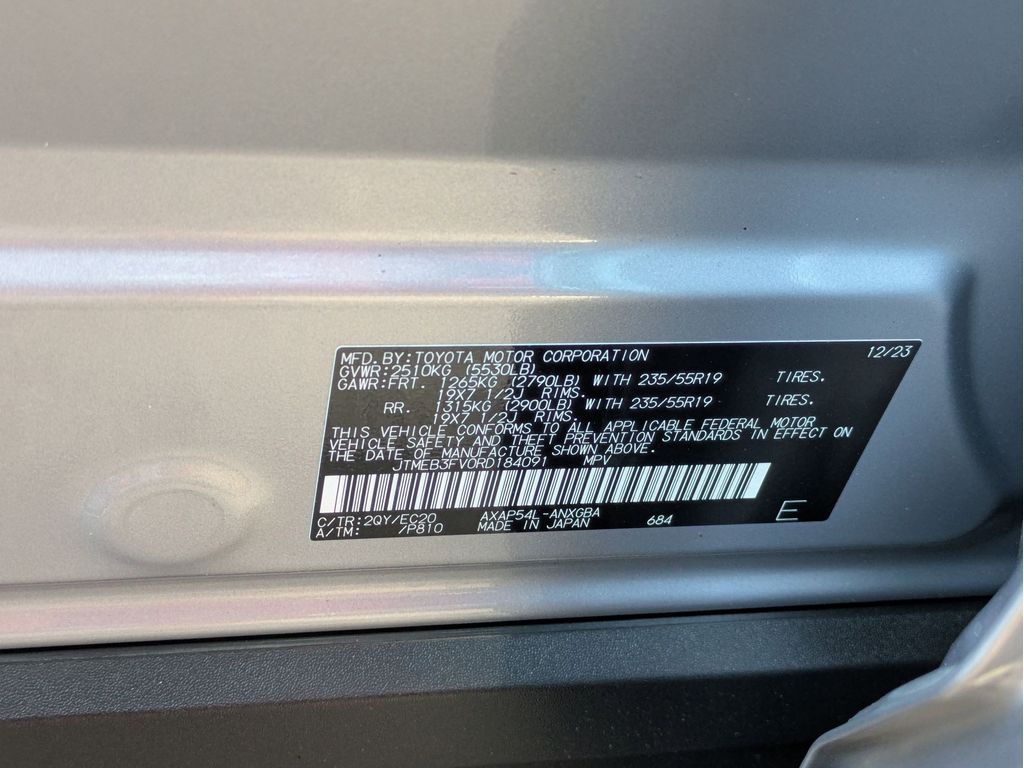 MFD. BY: TOYOTA MOTOR CORPORATION 12/23
GVWR: 2510KG (5530LB)
GAWR: FRT. 1265KG (2790LB) WITH 235/55R19 TIRES.
19X7 1/2J RIMS.
RR. 1315KG (2900LB) WITH 235/55R19 TIRES.
19X7 1/2J RIMS.
THIS VEHICLE CONFORMS TO ALL APPLICABLE FEDERAL MOTOR
VEHICLE SAFETY AND THEFT PREVENTION STANDARDS IN EFFECT ON
THE DATE OF MANUFACTURE SHOWN ABOVE.
JTMEB3FV0RD184091 MPV
C/TR: 2QY/EC20 AXAP54L-ANXGBA 684 E
A/TM: /P810 MADE IN JAPAN